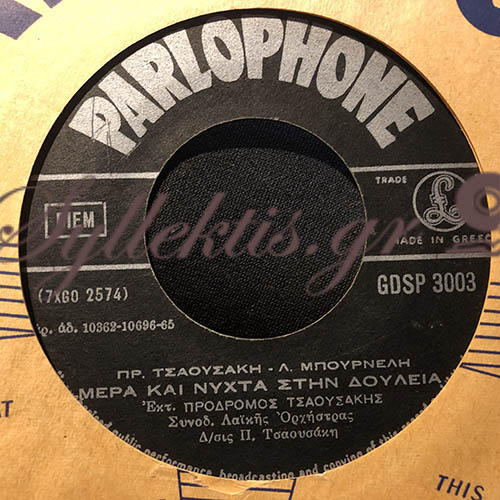 PARLOPHONE
TRADE
£
MADE IN GREECE
(7XGO 2574)
GDSP 3003
ρ. ἀδ. 10362-10696-65
ΠΡ. ΤΣΑΟΥΣΑΚΗ - Λ. ΜΠΟΥΡΝΕΛΗ
ΜΕΡΑ ΚΑΙ ΝΥΧΤΑ ΣΤΗΝ ΔΟΥΛΕΙΑ
Ἐκτ. ΠΡΟΔΡΟΜΟΣ ΤΣΑΟΥΣΑΚΗΣ
Συνοδ. Λαϊκῆς Ὀρχήστρας
Δ/σις Π. Τσαουσάκη
public performance, broadcasting and copying of this
Syllektis.gr
AT
THIS
IN